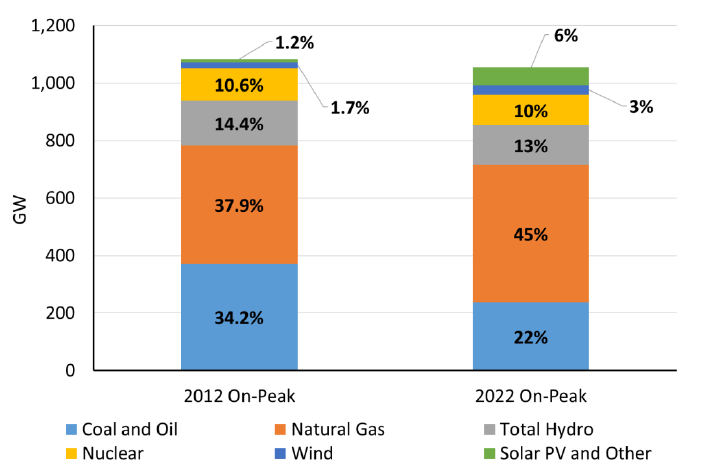 1,200
1,000
800
600
400
200
0
GW
1.2%
1.7%
10.6%
14.4%
37.9%
34.2%
6%
3%
10%
13%
45%
22%
2012 On-Peak
2022 On-Peak
Coal and Oil
Natural Gas
Total Hydro
Nuclear
Wind
Solar PV and Other